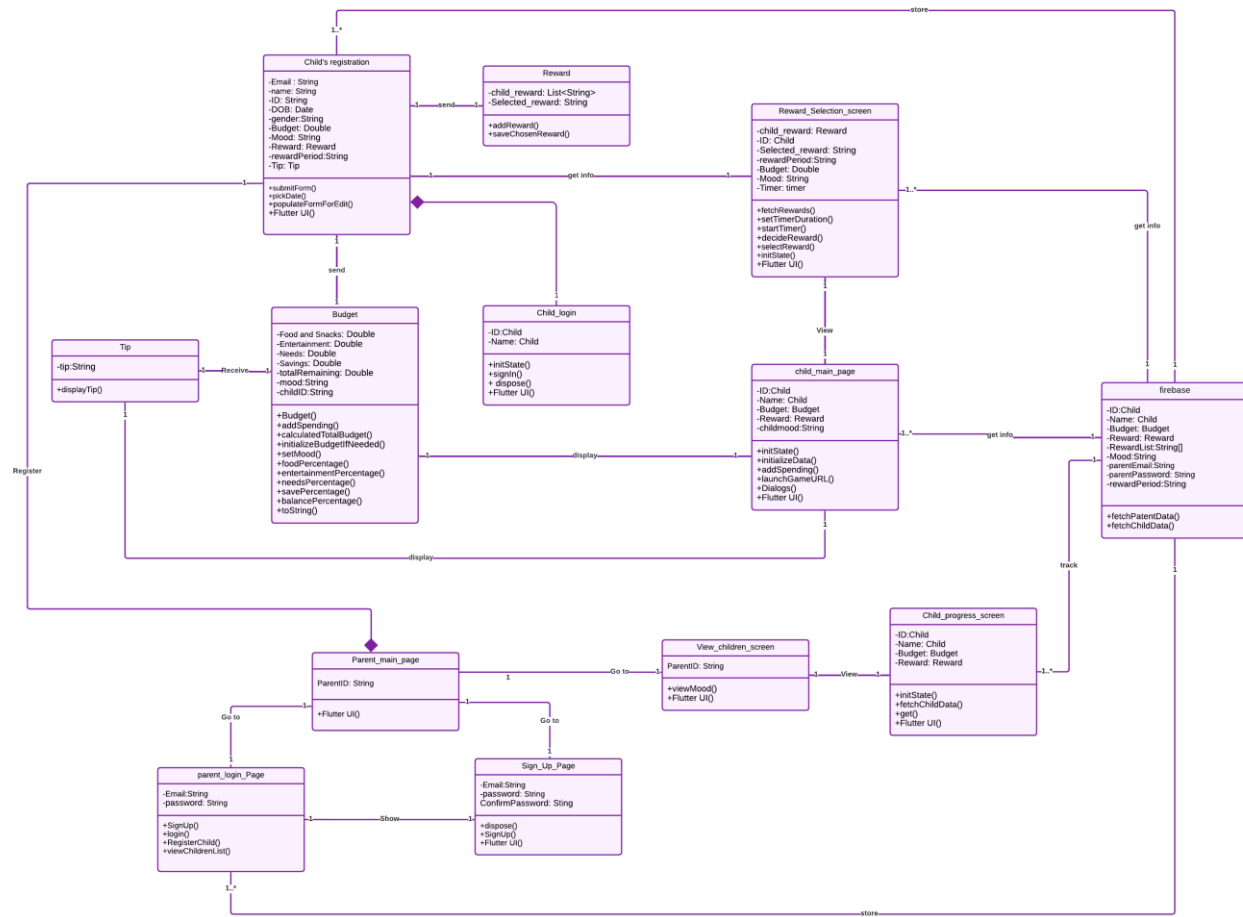 store
1..*
Child's registration
-Email : String
-name: String
-ID: String
-DOB: Date
-gender:String
-Budget: Double
-Mood: String
-Reward: Reward
-rewardPeriod:String
-Tip: Tip
+submitForm()
+pickDate()
+populateFormForEdit()
+Flutter UI()
1
send
1
Reward
-child_reward: List<String>
-Selected_reward: String
+addReward()
+saveChosenReward()
1
get info
1
Reward_Selection_screen
-child_reward: Reward
-ID: Child
-Selected_reward: String
-rewardPeriod:String
-Budget: Double
-Mood: String
-Timer: timer
+fetchRewards()
+setTimerDuration()
+startTimer()
+decideReward()
+selectReward()
+initState()
+Flutter UI()
1..*
get info
1
1
1
1
send
1
1
Child_login
-ID:Child
-Name: Child
+initState()
+signIn()
+ dispose()
+Flutter UI()
1
View
1
Budget
-Food and Snacks: Double
-Entertainment: Double
-Needs: Double
-Savings: Double
-totalRemaining: Double
-mood:String
-childID:String
+Budget()
+addSpending()
+calculatedTotalBudget()
+initializeBudgetIfNeeded()
+setMood()
+foodPercentage()
+entertainmentPercentage()
+needsPercentage()
+savePercentage()
+balancePercentage()
+toString()
Tip
-tip:String
+displayTip()
1
Receive
1
1
child_main_page
-ID:Child
-Name: Child
-Budget: Budget
-Reward: Reward
-childmood:String
+initState()
+initializeData()
+addSpending()
+launchGameURL()
+Dialogs()
+Flutter UI()
1..*
get info
1
firebase
-ID:Child
-Name: Child
-Budget: Budget
-Reward: Reward
-RewardList:String[]
-Mood:String
-parentEmail:String
-parentPassword: String
-rewardPeriod:String
+fetchPatentData()
+fetchChildData()
1
1
display
1
Register
1
display
1
track
Parent_main_page
ParentID: String
+Flutter UI()
1
1
Go to
1
View_children_screen
ParentID: String
+viewMood()
+Flutter UI()
1
View
1
Child_progress_screen
-ID:Child
-Name: Child
-Budget: Budget
-Reward: Reward
+initState()
+fetchChildData()
+get()
+Flutter UI()
1..*
1
Go to
1
1
Go to
1
parent_login_Page
-Email:String
-password: String
+SignUp()
+login()
+RegisterChild()
+viewChildrenList()
1
Show
1
Sign_Up_Page
-Email:String
-password: String
ConfirmPassword: Sting
+dispose()
+SignUp()
+Flutter UI()
1..*
store